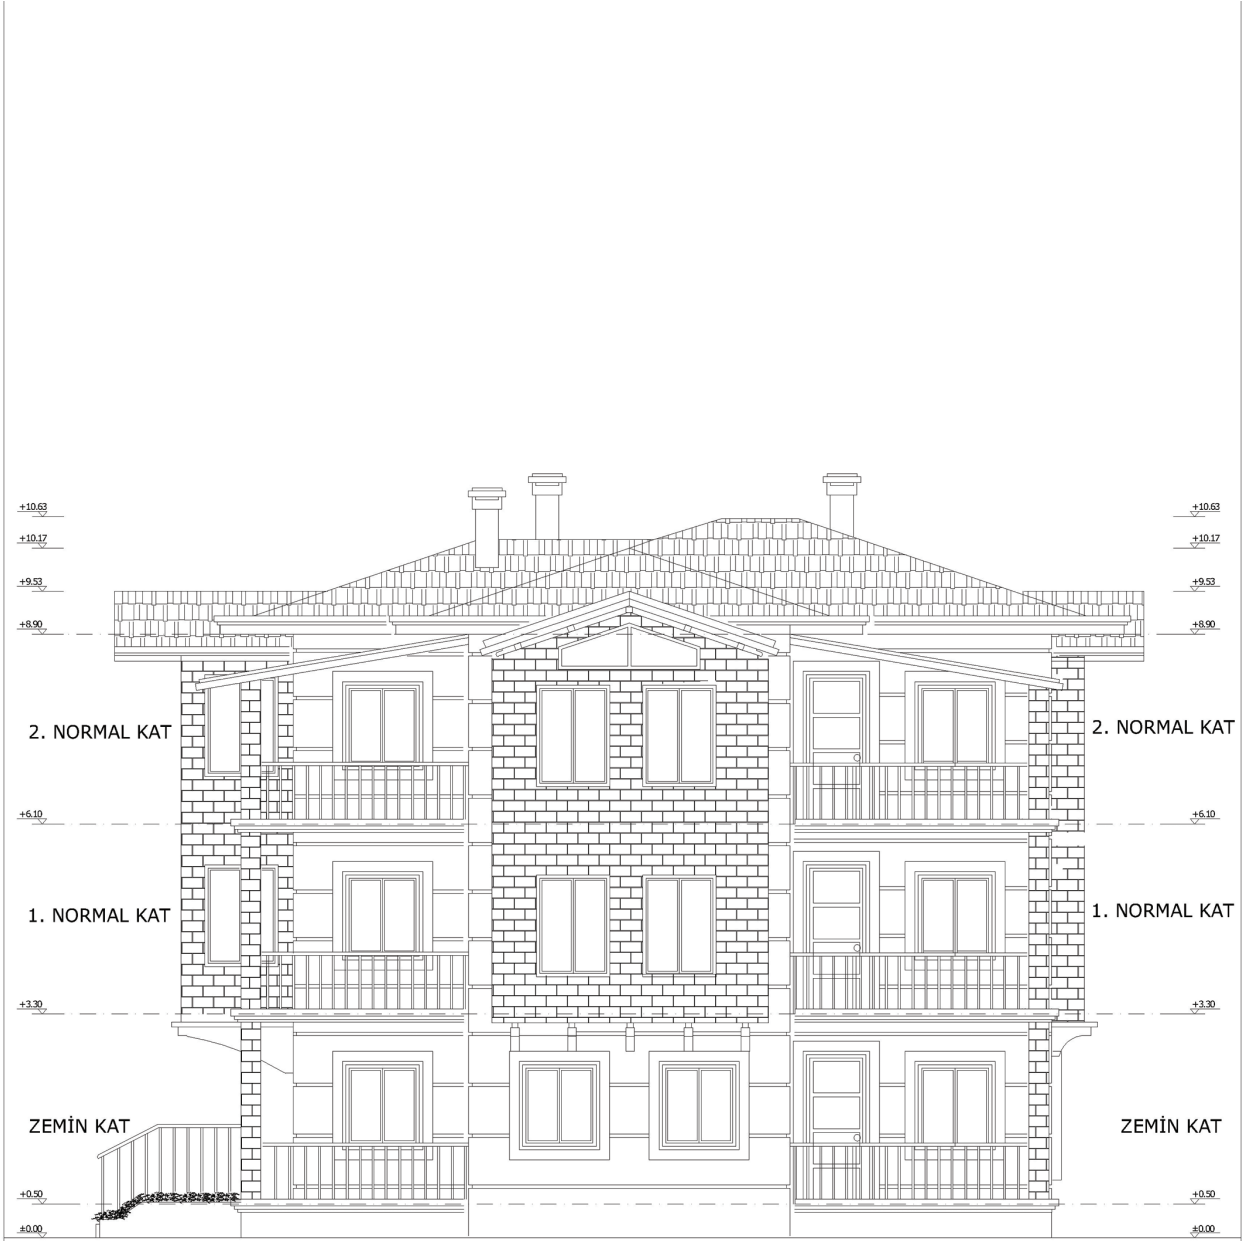 +10.63 +10.63
+10.17 +10.17
+9.53 +9.53
+8.90 +8.90
2. NORMAL KAT 2. NORMAL KAT
+6.10 +6.10
1. NORMAL KAT 1. NORMAL KAT
+3.30 +3.30
ZEMİN KAT ZEMİN KAT
+0.50 +0.50
±0.00 ±0.00